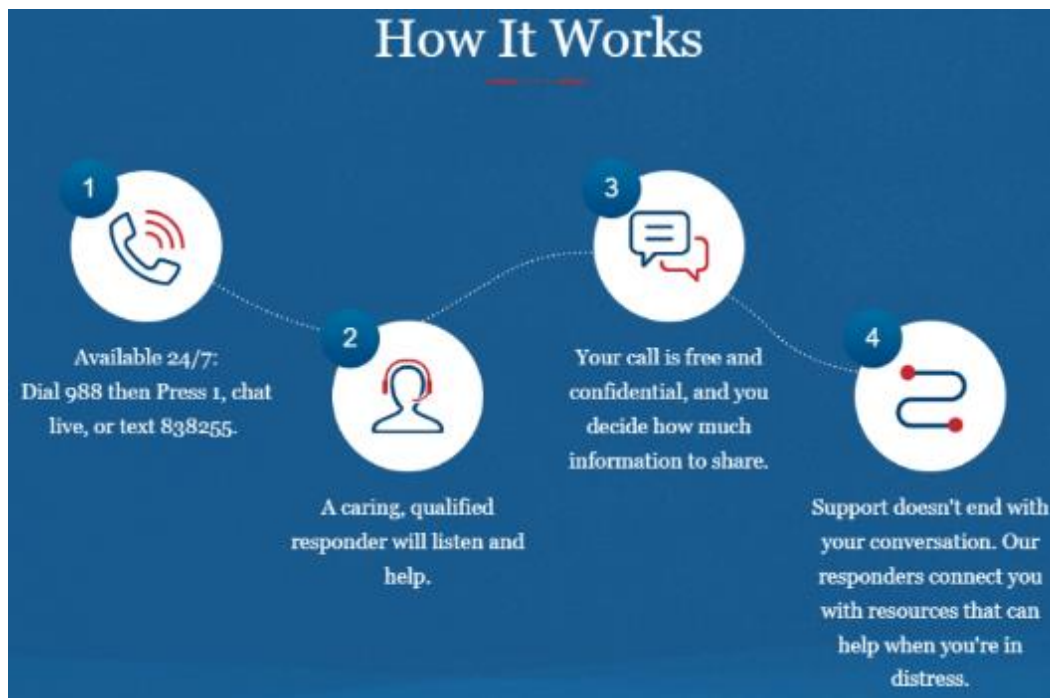 How It Works
1
Available 24/7:
Dial 988 then Press 1, chat
live, or text 838255.
2
A caring, qualified
responder will listen and
help.
3
Your call is free and
confidential, and you
decide how much
information to share.
4
Support doesn't end with
your conversation. Our
responders connect you
with resources that can
help when you're in
distress.